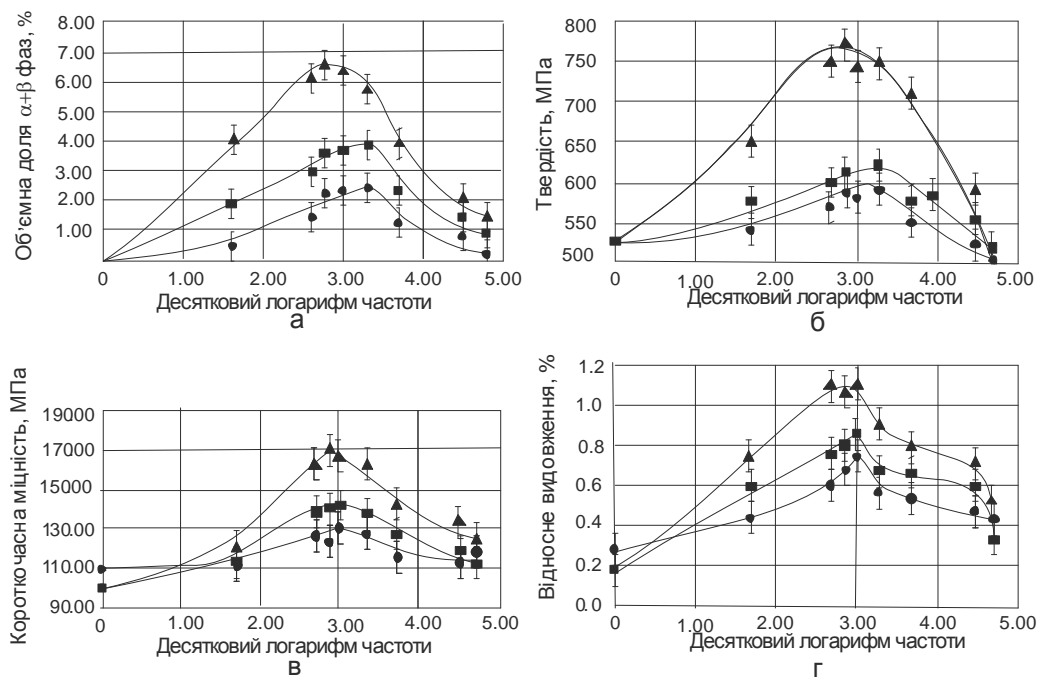 Об'ємна доля α+β фаз, %
8.00
7.00
6.00
5.00
4.00
3.00
2.00
1.00
0 1.00 2.00 3.00 4.00 5.00
Десятковий логарифм частоти
а
Твердість, МПа
800
750
700
650
600
550
500
0 1.00 2.00 3.00 4.00 5.00
Десятковий логарифм частоти
б
Короткочасна міцність, МПа
19000
17000
15000
13000
110.00
90.00
0 1.00 2.00 3.00 4.00 5.00
Десятковий логарифм частоти
в
Відносне видовження, %
1.2
1.0
0.8
0.6
0.4
0.2
0.0
0 1.00 2.00 3.00 4.00 5.00
Десятковий логарифм частоти
г